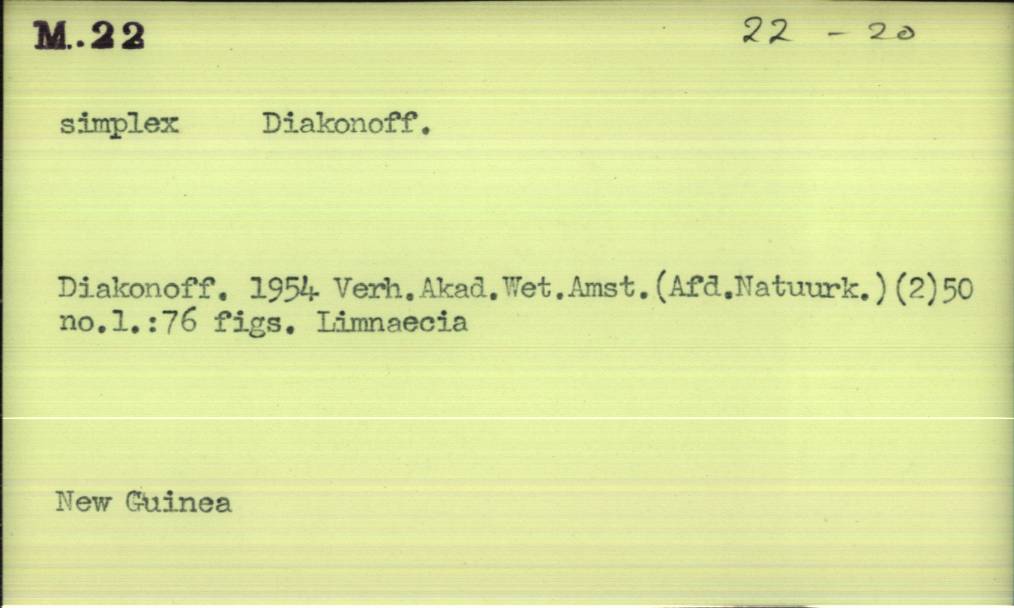 M.22 22 - 20
simplex Diakonoff.
Diakonoff. 1954 Verh.Akad.Wet.Amst.(Afd.Natuurk.)(2)50
no.1.:76 figs. Limnaecia
New Guinea